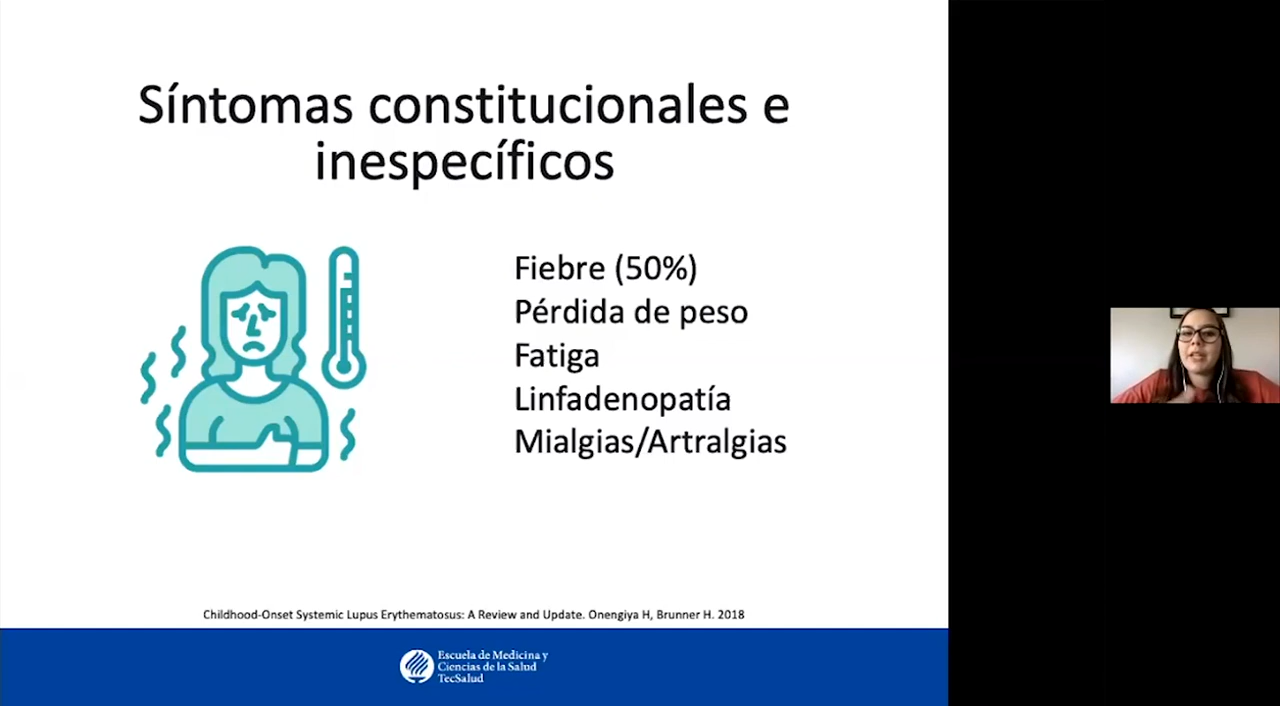 Síntomas constitucionales e
inespecíficos
Fiebre (50%)
Pérdida de peso
Fatiga
Linfadenopatía
Mialgias/Artralgias
Childhood-Onset Systemic Lupus Erythematosus: A Review and Update. Onengiya H, Brunner H. 2018
Escuela de Medicina y
Ciencias de la Salud
TecSalud